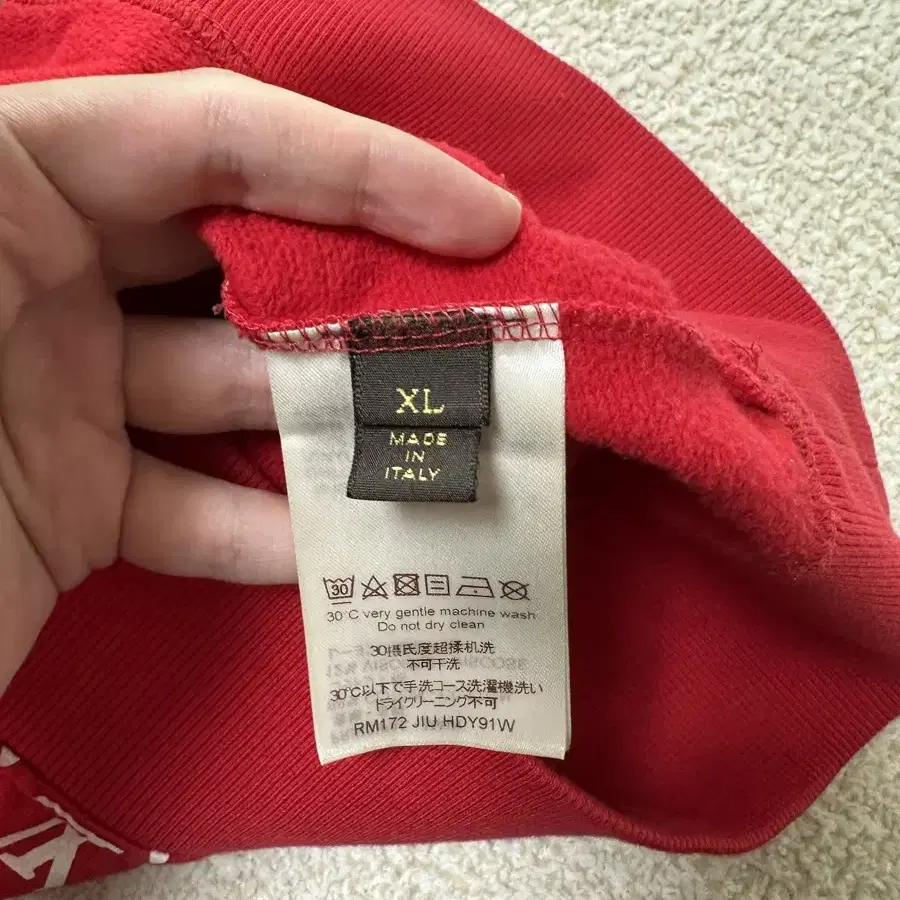 XL
MADE
IN
ITALY
30
30°C very gentle machine wash
Do not dry clean
30摄氏度超揉机洗
不可干洗
30℃以下で手洗コース洗濯機洗い
ドライクリーニング不可
RM172 JIU HDY91W